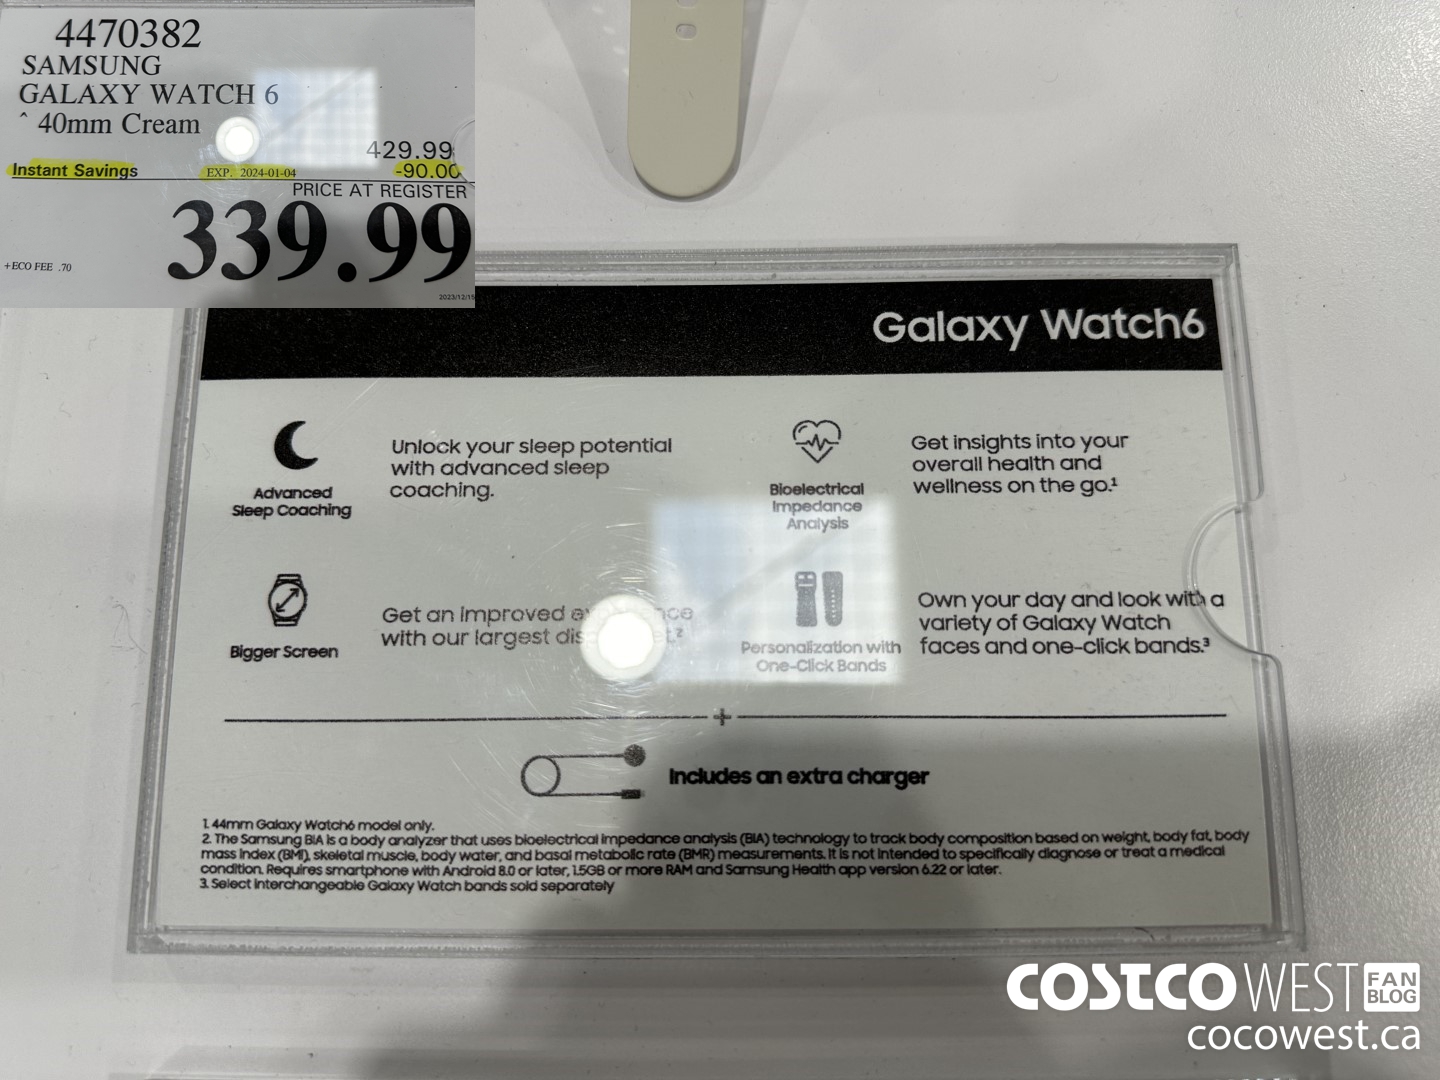 4470382
SAMSUNG
GALAXY WATCH 6
^ 40mm Cream
429.99
Instant Savings EXP. 2024-01-04 -90.00
PRICE AT REGISTER
339.99
+ECO FEE .70
2023/12/15
Galaxy Watch6
Advanced
Sleep Coaching
Unlock your sleep potential
with advanced sleep
coaching.
Bioelectrical
Impedance
Analysis
Get insights into your
overall health and
wellness on the go.¹
Bigger Screen
Get an improved
with our largest
Personalization with
One-Click Bands
Own your day and look with a
variety of Galaxy Watch
faces and one-click bands.³
+
Includes an extra charger
1. 44mm Galaxy Watch6 model only.
2. The Samsung BIA is a body analyzer that uses bioelectrical impedance analysis (BIA) technology to track body composition based on weight, body fat, body
mass index (BMI), skeletal muscle, body water, and basal metabolic rate (BMR) measurements. It is not intended to specifically diagnose or treat a medical
condition. Requires smartphone with Android 8.0 or later, 1.5GB or more RAM and Samsung Health app version 6.22 or later.
3. Select interchangeable Galaxy Watch bands sold separately
COSTCO WEST FAN BLOG
cocowest.ca